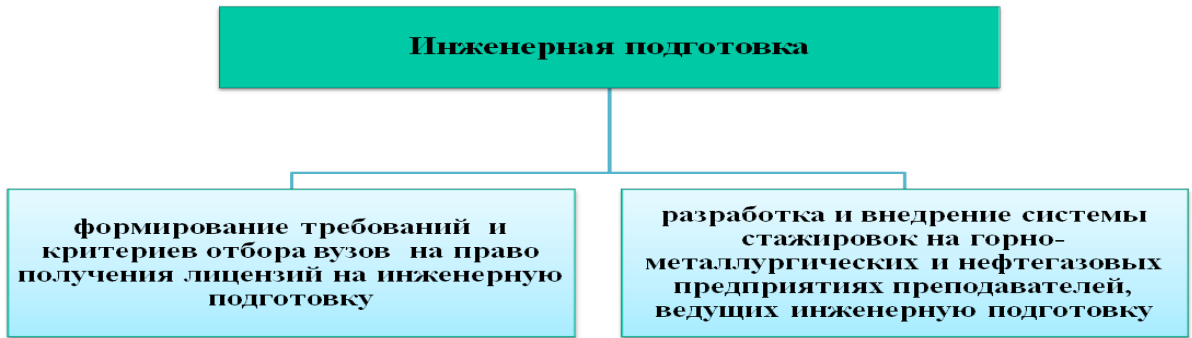 Инженерная подготовка
формирование требований и
критериев отбора вузов на право
получения лицензий на инженерную
подготовку
разработка и внедрение системы
стажировок на горно-
металлургических и нефтегазовых
предприятиях преподавателей,
ведущих инженерную подготовку